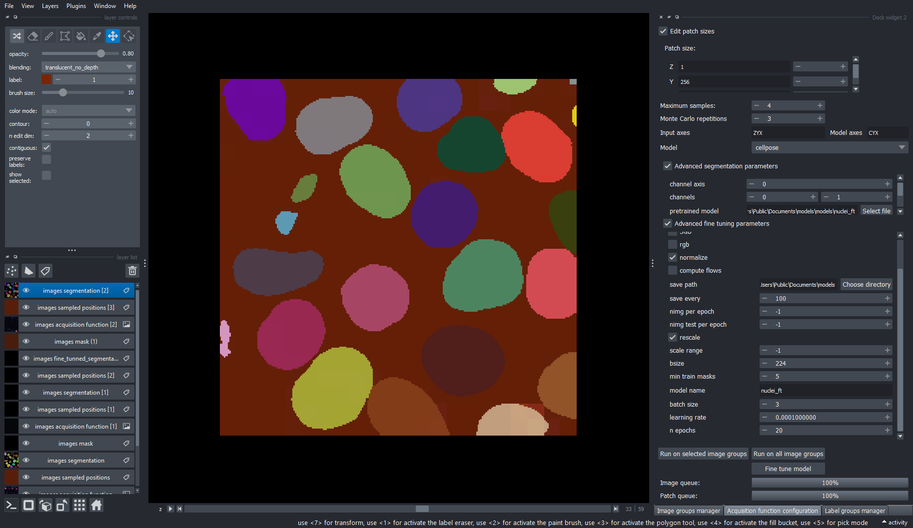 File View Layers Plugins Window Help
layer controls
opacity: 0.80
blending: translucent_no_depth
label: 1
brush size: 10
color mode: auto
contour: 0
n edit dim: 2
contiguous:
preserve
labels:
show
selected:
layer list
images segmentation [2]
images sampled positions [3]
images acquisition function [2]
images mask [1]
images fine_tunned_segmenta...
images sampled positions [2]
images segmentation [1]
images sampled positions [1]
images acquisition function [1]
images mask
images segmentation
images sampled positions
images acquisition function
z 33 59
Dock widget 2
Edit patch sizes
Patch size:
Z 1
Y 256
Maximum samples: 4
Monte Carlo repetitions 3
Input axes ZYX Model axes CYX
Model cellpose
Advanced segmentation parameters
channel axis 0
channels 0 1
pretrained model 's\Public\Documents\models\models\nuclei_ft Select file
Advanced fine tuning parameters
rgb
normalize
compute flows
save path .Jsers\Public\Documents\models Choose directory
save every 100
nimg per epoch -1
nimg test per epoch -1
rescale
scale range -1
bsize 224
min train masks 5
model name nuclei_ft
batch size 3
learning rate 0.0001000000
n epochs 20
Run on selected image groups Run on all image groups
Fine tune model
Image queue: 100%
Patch queue: 100%
Image groups manager Acquisition function configuration Label groups manager
use <7> for transform, use <1> for activate the label eraser, use <2> for activate the paint brush, use <3> for activate the polygon tool, use <4> for activate the fill bucket, use <5> for pick mode activity